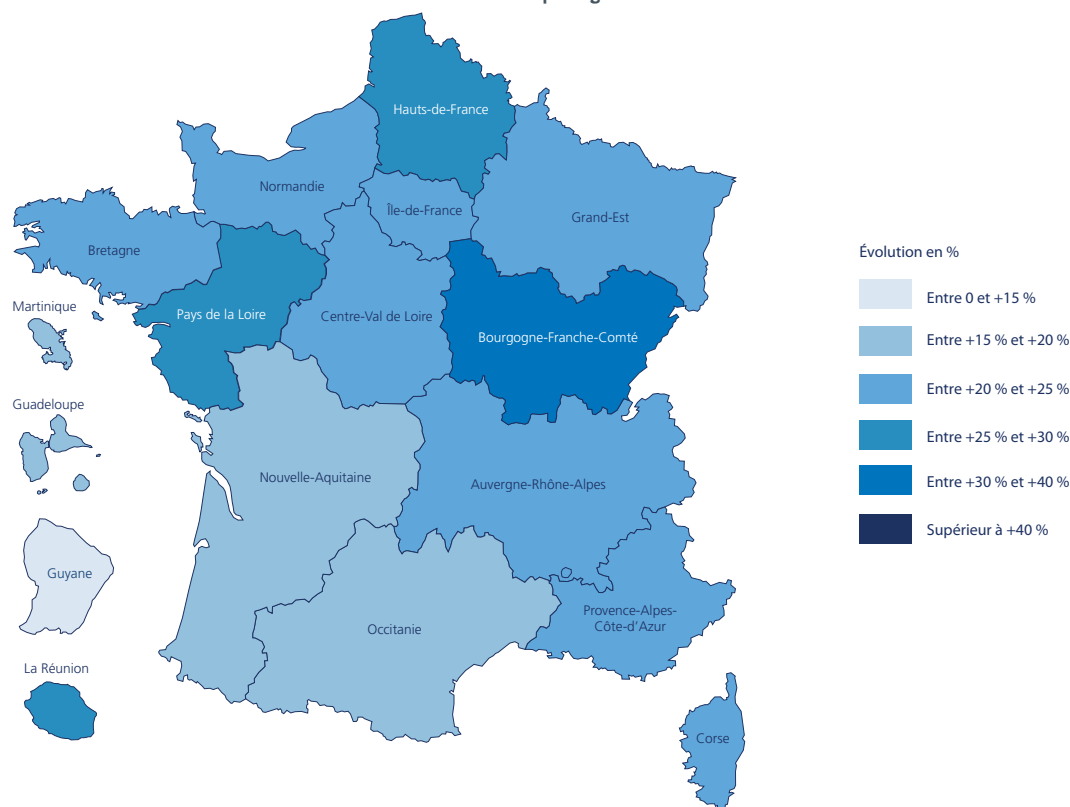 Hauts-de-France
Normandie
Île-de-France
Grand-Est
Bretagne
Martinique
Pays de la Loire
Centre-Val de Loire
Bourgogne-Franche-Comté
Guadeloupe
Nouvelle-Aquitaine
Auvergne-Rhône-Alpes
Guyane
Occitanie
Provence-Alpes-
Côte-d'Azur
La Réunion
Corse
Évolution en %
Entre 0 et +15 %
Entre +15 % et +20 %
Entre +20 % et +25 %
Entre +25 % et +30 %
Entre +30 % et +40 %
Supérieur à +40 %